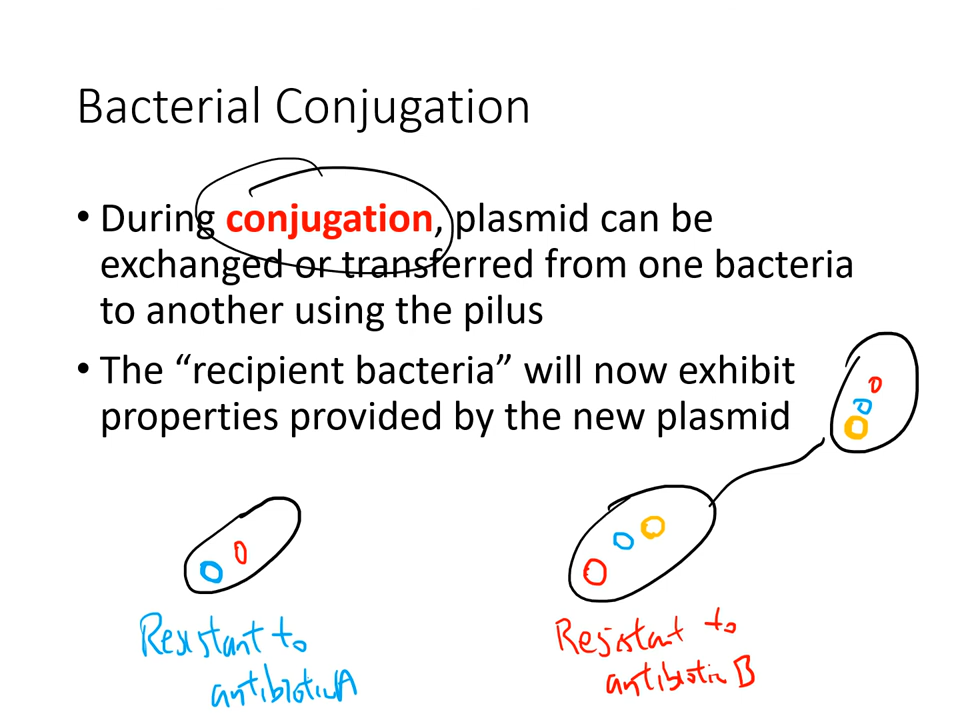 Bacterial Conjugation
• During conjugation, plasmid can be
exchanged or transferred from one bacteria
to another using the pilus
• The “recipient bacteria” will now exhibit
properties provided by the new plasmid
Resistant to
antibiotic A
Resistant to
antibiotic B